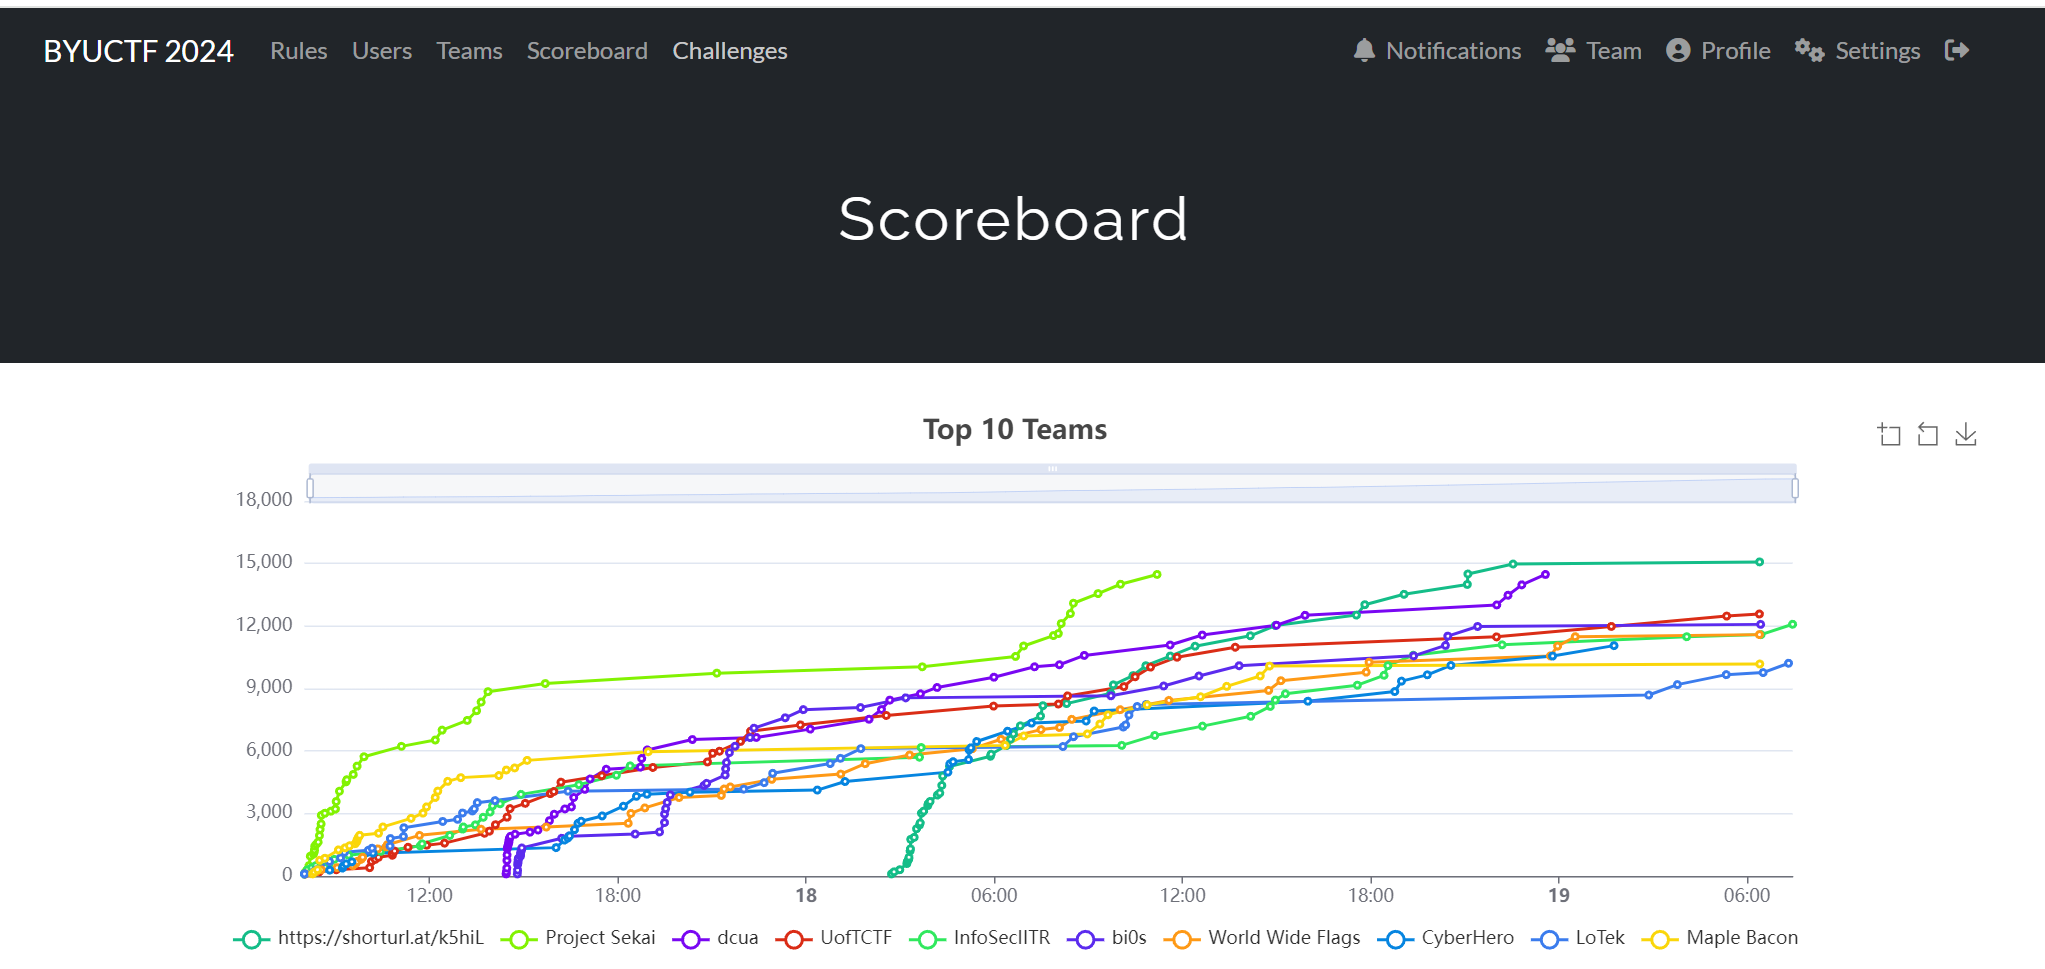 BYUCTF 2024 Rules Users Teams Scoreboard Challenges Notifications Team Profile Settings
Scoreboard
Top 10 Teams
18,000
15,000
12,000
9,000
6,000
3,000
0
12:00 18:00 18 06:00 12:00 18:00 19 06:00
https://shorturl.at/k5hiL Project Sekai dcua UofTCTF InfoSecIITR bi0s World Wide Flags CyberHero LoTek Maple Bacon